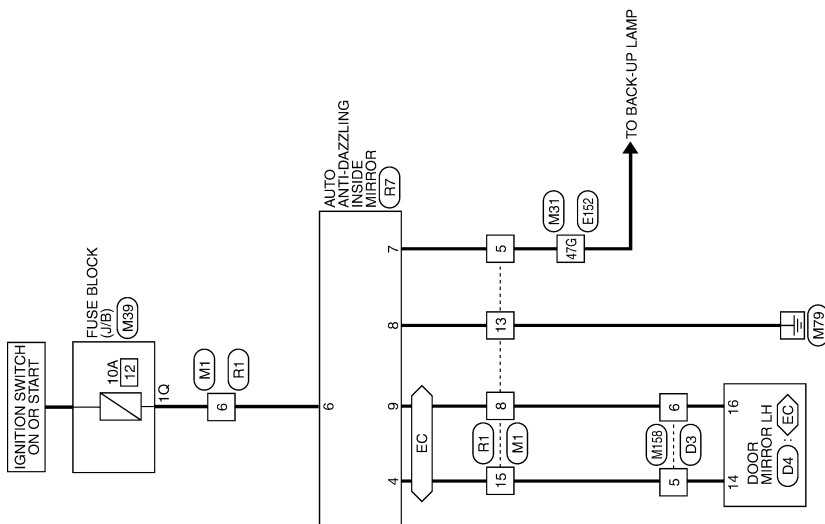 IGNITION SWITCH
ON OR START
FUSE BLOCK
(J/B)
M39
10A
12
1Q
M1
6
R1
6
AUTO
ANTI-DAZZLING
INSIDE
MIRROR
R7
4
9
8
7
EC
R1
M1
15
8
13
5
M31
47G
E152
TO BACK-UP LAMP
M158
D3
5
6
14
16
DOOR
MIRROR LH
D4 : EC
M79